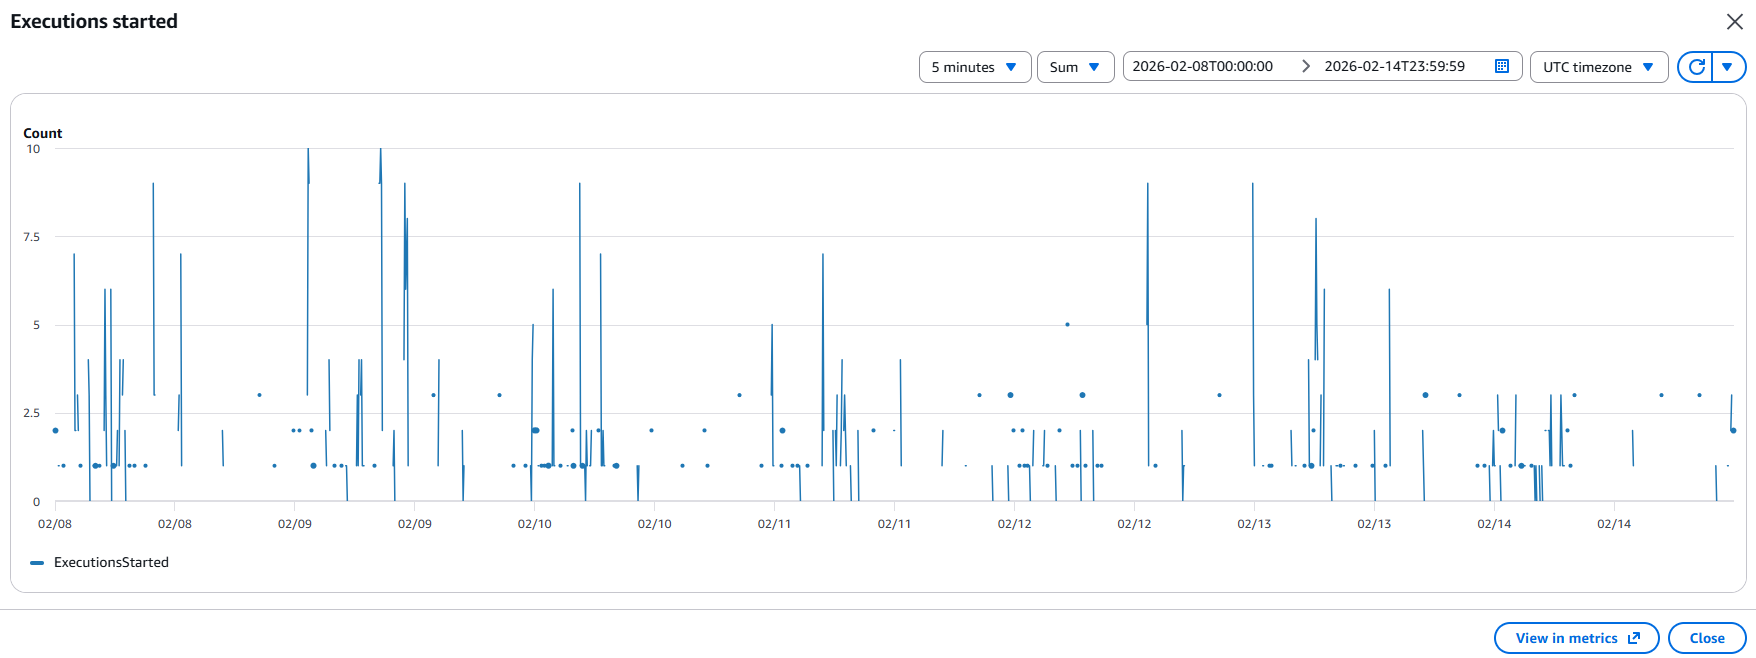 Executions started
5 minutes Sum 2026-02-08T00:00:00 2026-02-14T23:59:59 UTC timezone
Count
10
7.5
5
2.5
0
02/08 02/08 02/09 02/09 02/10 02/10 02/11 02/11 02/12 02/12 02/13 02/13 02/14 02/14
ExecutionsStarted
View in metrics Close